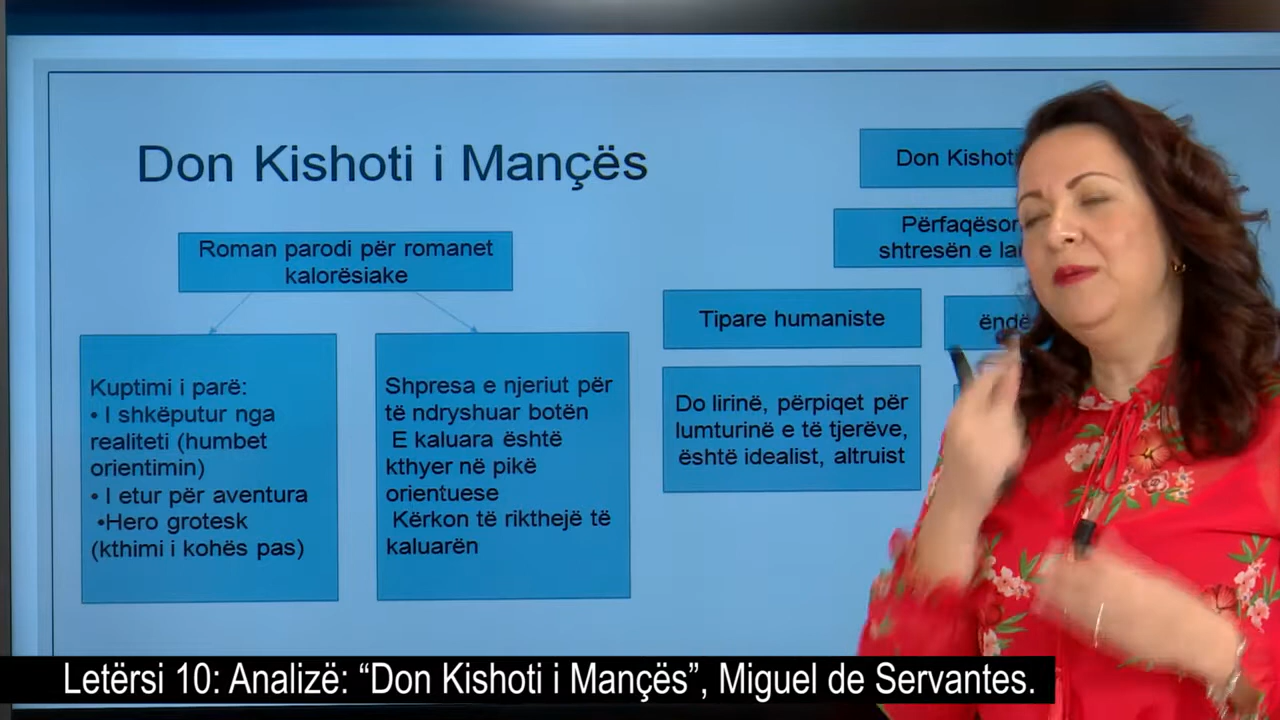 Don Kishoti i Mançës
Roman parodi për romanet
kalorësiake
Kuptimi i parë:
• I shkëputur nga
realiteti (humbet
orientimin)
• I etur për aventura
•Hero grotesk
(kthimi i kohës pas)
Shpresa e njeriut për
të ndryshuar botën
E kaluara është
kthyer në pikë
orientuese
Kërkon të rikthejë të
kaluarën
Don Kishoti
Përfaqëson
shtresën e
Tipare humaniste
Do lirinë, përpiqet për
lumturinë e të tjerëve,
është idealist, altruist
Letërsi 10: Analizë: “Don Kishoti i Mançës”, Miguel de Servantes.